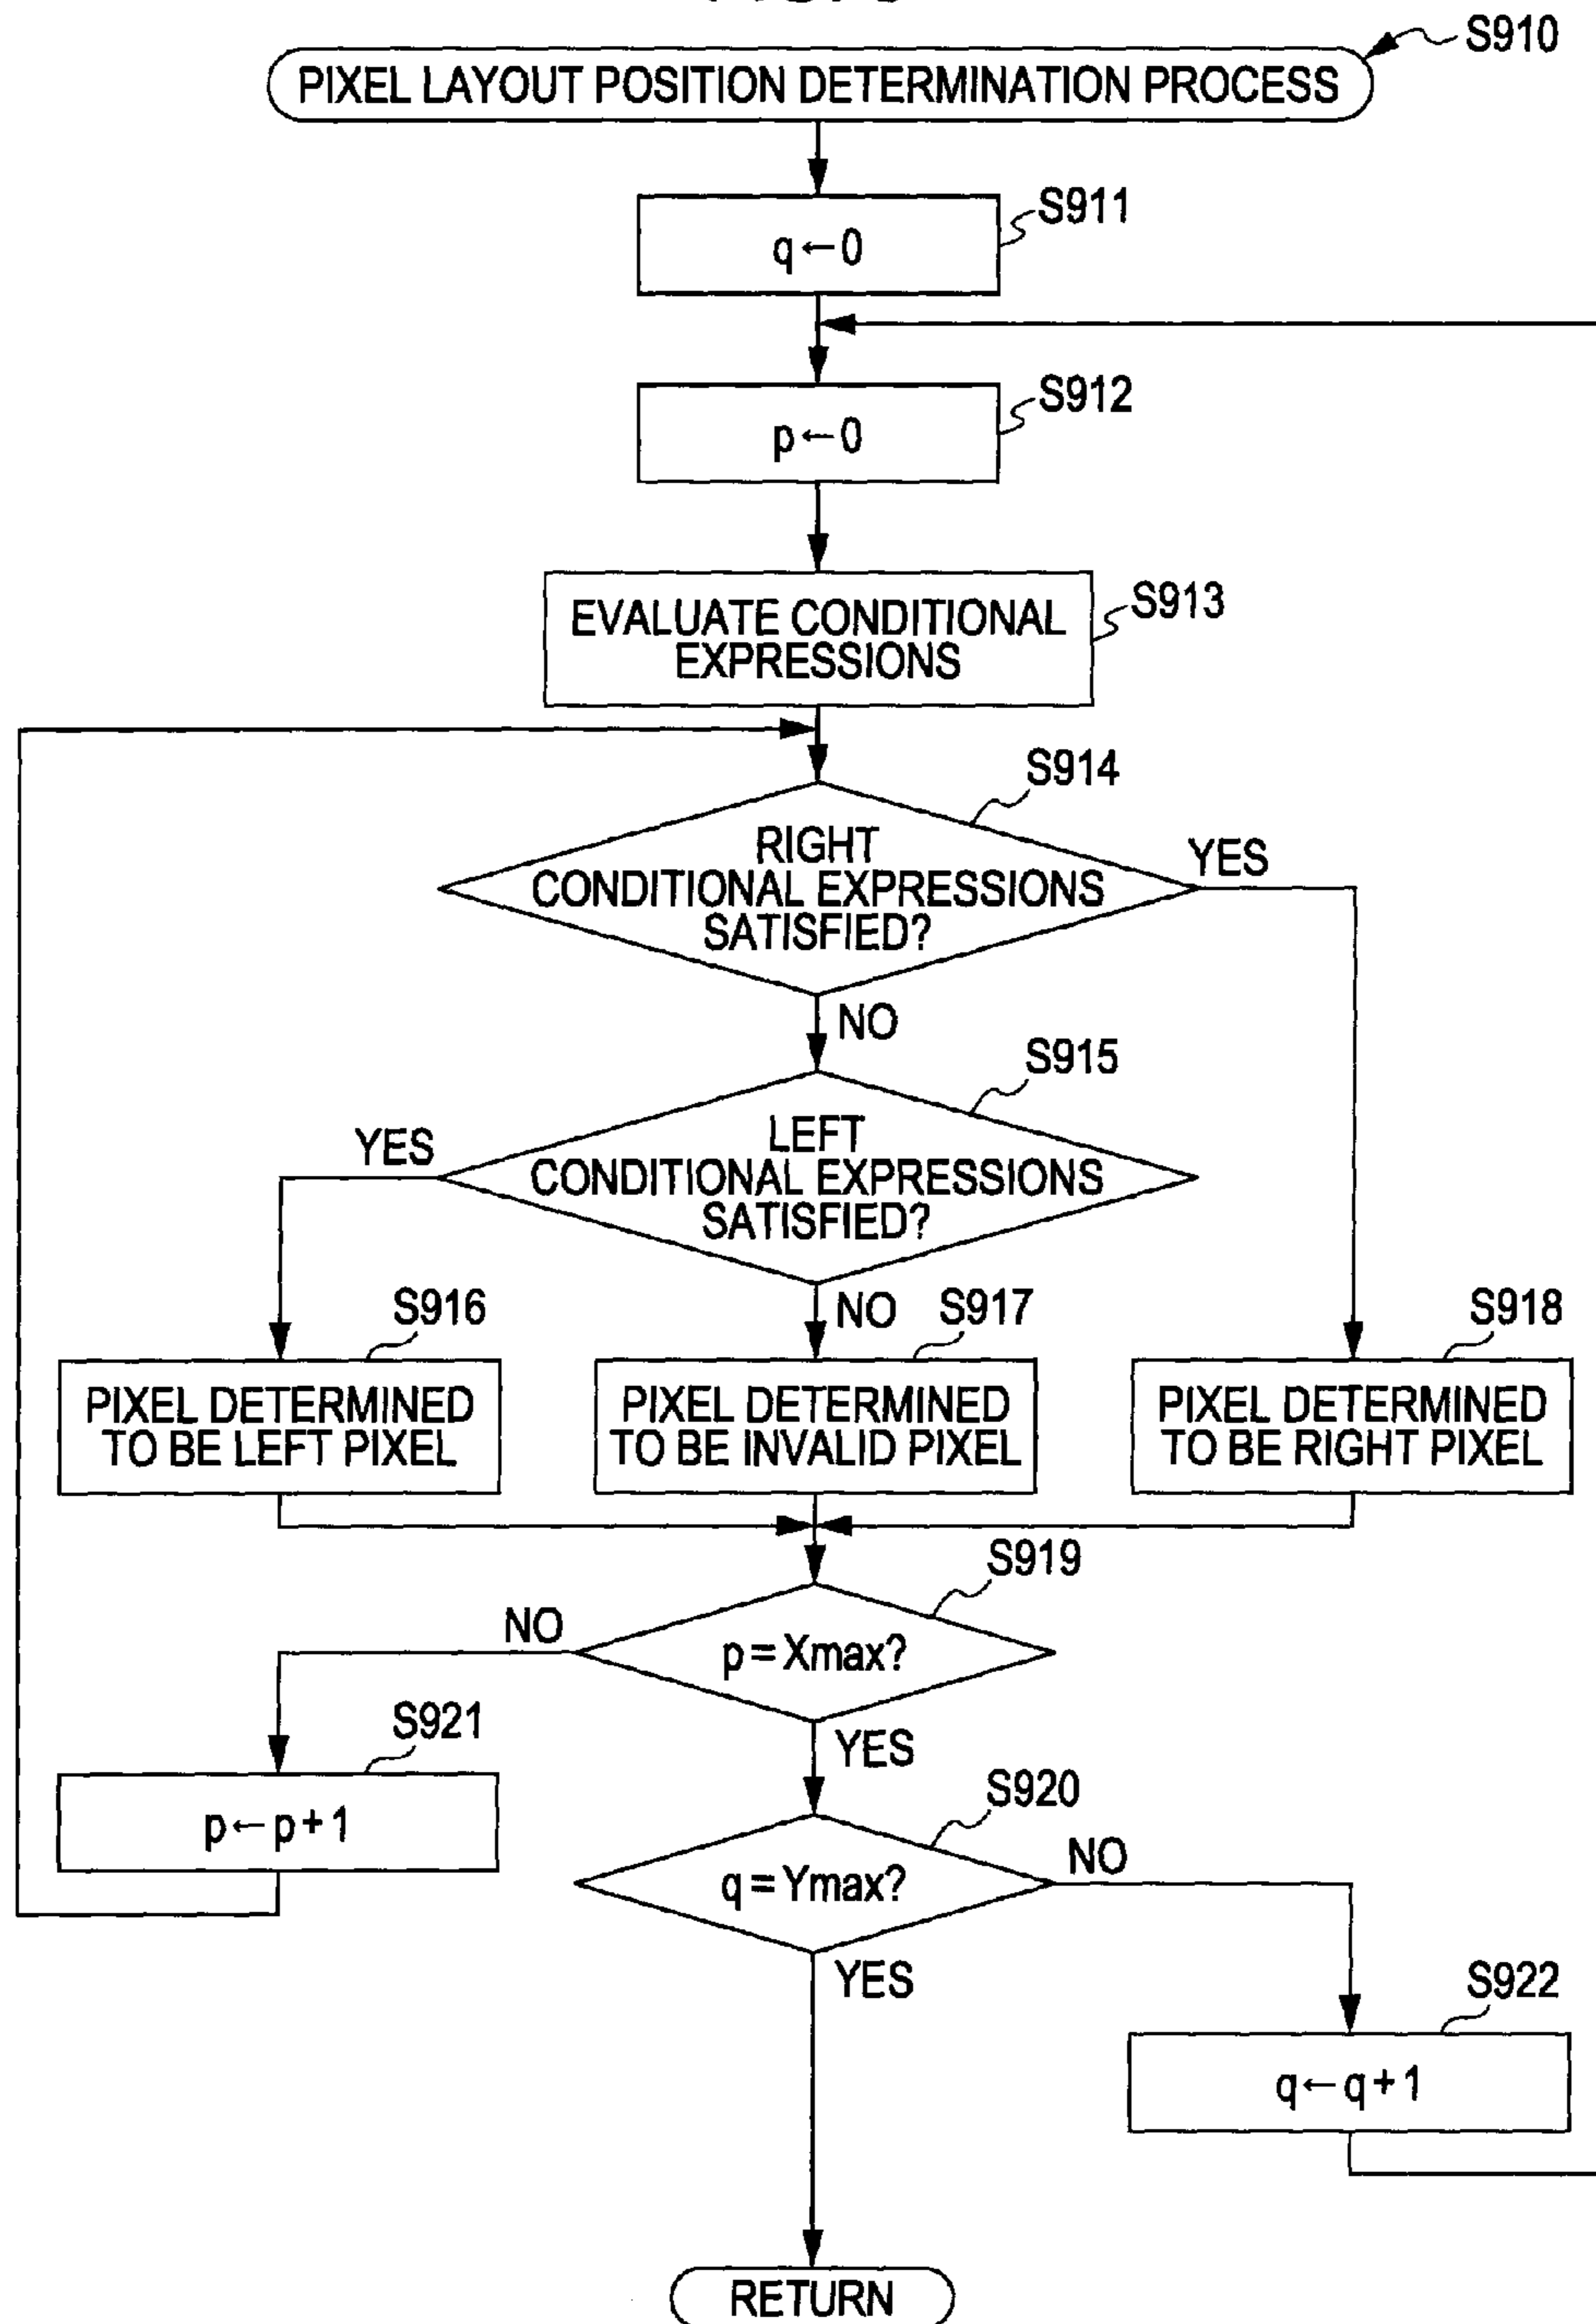 S910
PIXEL LAYOUT POSITION DETERMINATION PROCESS
S911
q←0
S912
p←0
S913
EVALUATE CONDITIONAL
EXPRESSIONS
S914
RIGHT
CONDITIONAL EXPRESSIONS
SATISFIED?
YES
NO
S915
LEFT
CONDITIONAL EXPRESSIONS
SATISFIED?
YES
NO
S916
PIXEL DETERMINED
TO BE LEFT PIXEL
S917
PIXEL DETERMINED
TO BE INVALID PIXEL
S918
PIXEL DETERMINED
TO BE RIGHT PIXEL
S919
NO
p=Xmax?
YES
S921
p←p+1
S920
q=Ymax?
NO
YES
S922
q←q+1
RETURN